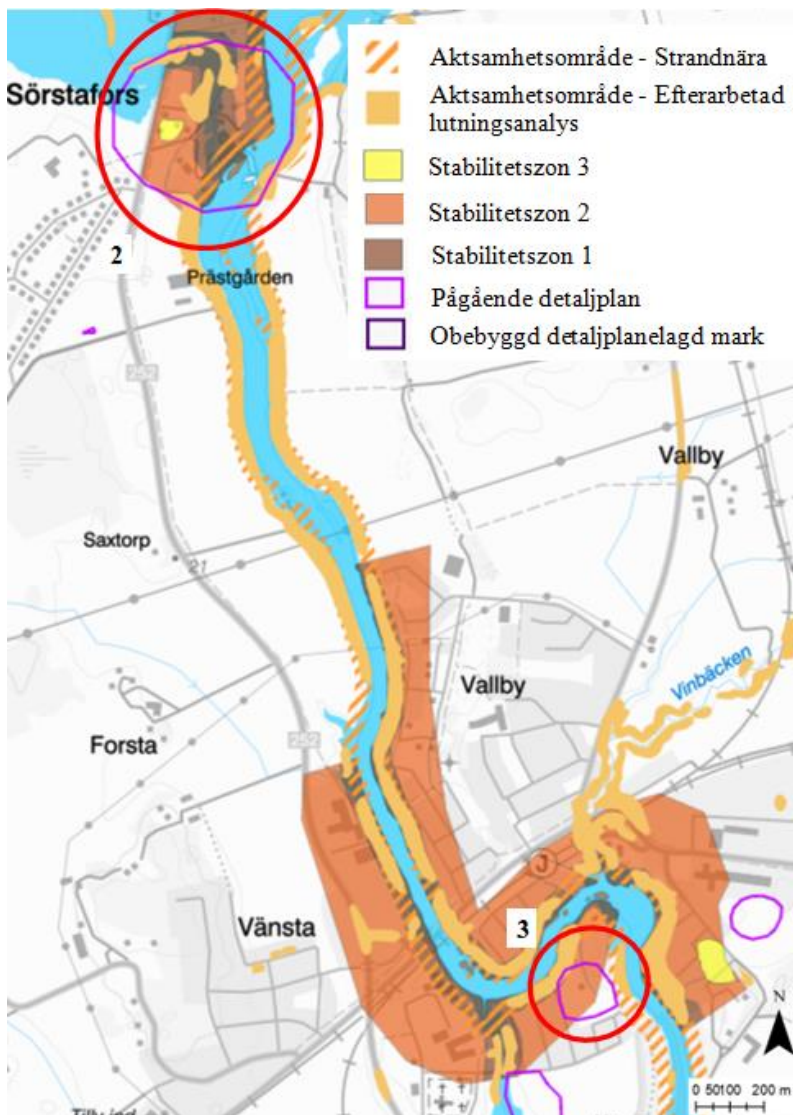 Sörstafors
Aktsamhetsområde - Strandnära
Aktsamhetsområde - Efterarbetad
lutningsanalys
Stabilitetszon 3
Stabilitetszon 2
Stabilitetszon 1
Pågående detaljplan
Obebyggd detaljplanelagd mark
2
Prästgården
252
Vallby
Saxtorp
21
Vallby
Vinbäcken
Forsta
252
J
Vänsta
3
N
0 50100 200 m